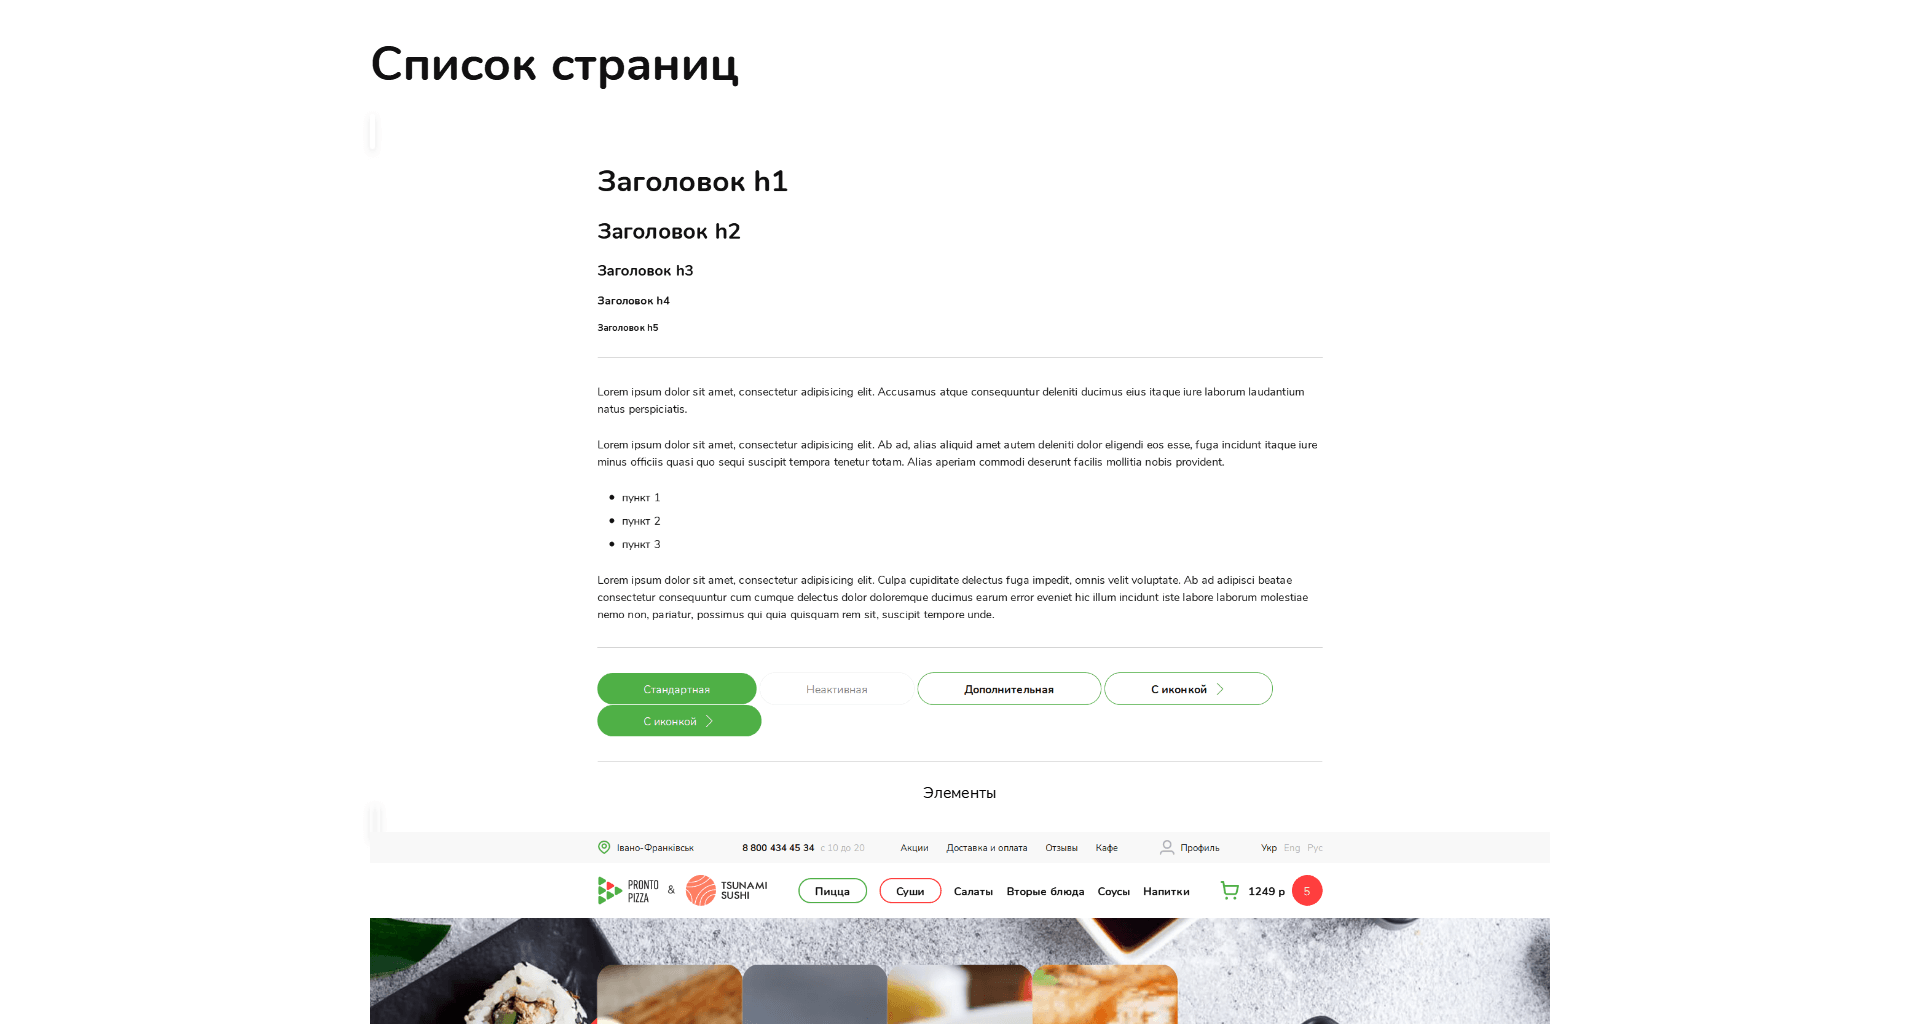 Список страниц
Заголовок h1
Заголовок h2
Заголовок h3
Заголовок h4
Заголовок h5
Lorem ipsum dolor sit amet, consectetur adipisicing elit. Accusamus atque consequuntur deleniti ducimus eius itaque iure laborum laudantium
natus perspiciatis.
Lorem ipsum dolor sit amet, consectetur adipisicing elit. Ab ad, alias aliquid amet autem deleniti dolor eligendi eos esse, fuga incidunt itaque iure
minus officiis quasi quo sequi suscipit tempora tenetur totam. Alias aperiam commodi deserunt facilis mollitia nobis provident.
пункт 1
пункт 2
пункт 3
Lorem ipsum dolor sit amet, consectetur adipisicing elit. Culpa cupiditate delectus fuga impedit, omnis velit voluptate. Ab ad adipisci beatae
consectetur consequuntur cum cumque delectus dolor doloremque ducimus earum error eveniet hic illum incidunt iste labore laborum molestiae
nemo non, pariatur, possimus qui quia quisquam rem sit, suscipit tempore unde.
Стандартная Неактивная Дополнительная С иконкой
С иконкой
Элементы
Івано-Франківськ 8 800 434 45 34 с 10 до 20 Акции Доставка и оплата Отзывы Кафе Профиль Укр Eng Рус
PRONTO PIZZA & TSUNAMI SUSHI Пицца Суши Салаты Вторые блюда Соусы Напитки 1249 р 5